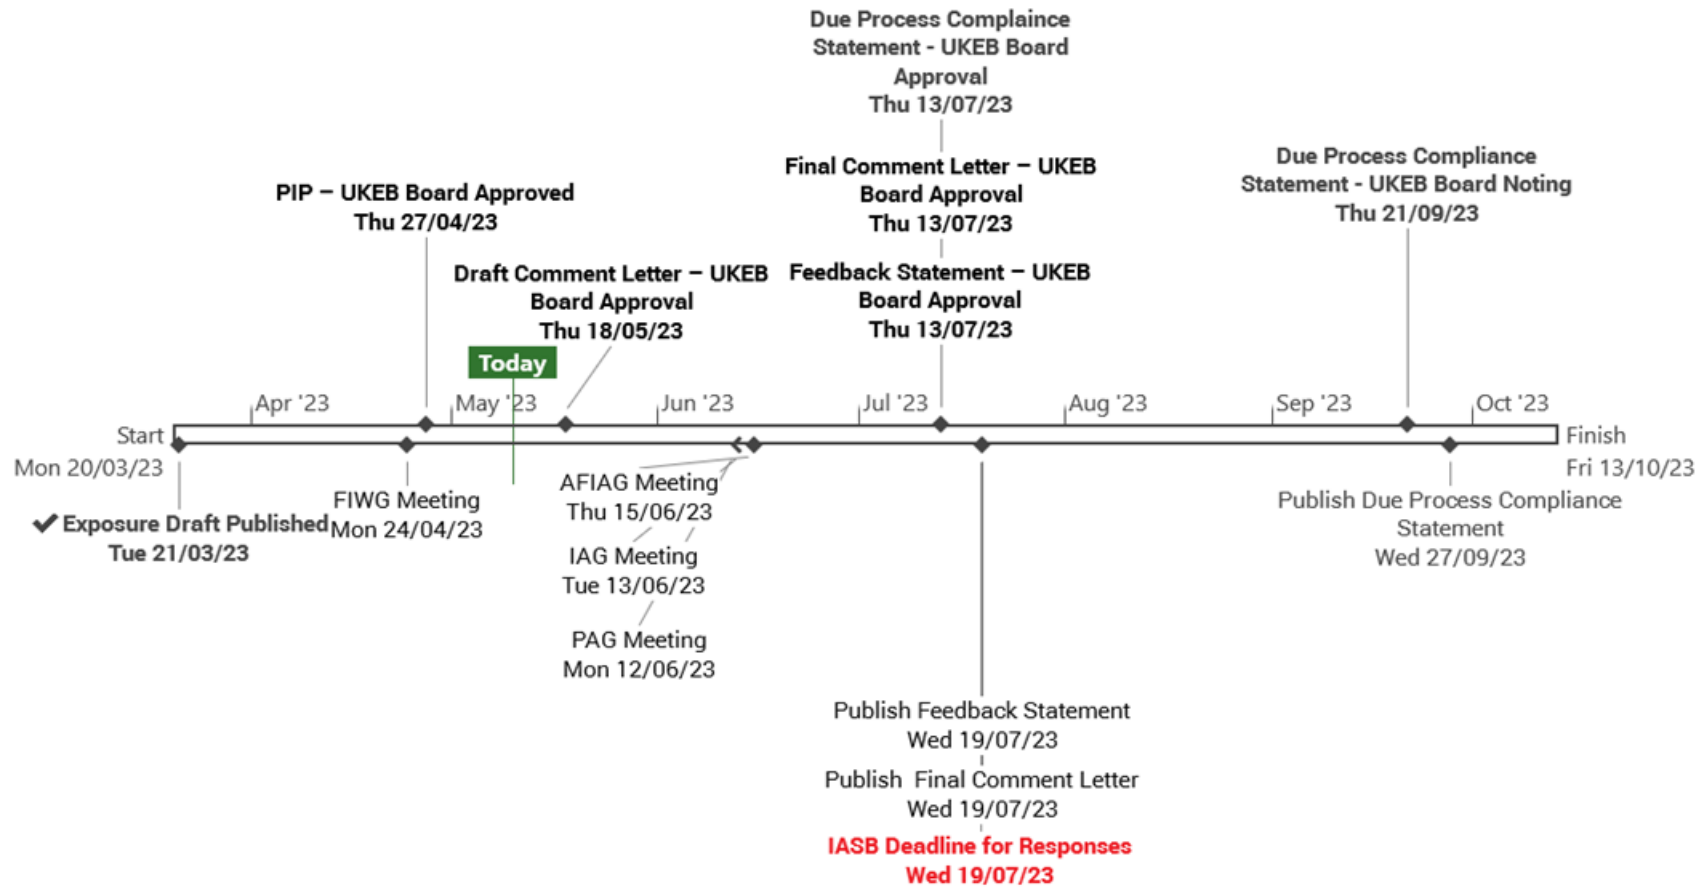 Due Process Complaince
Statement - UKEB Board
Approval
Thu 13/07/23
Final Comment Letter – UKEB
Board Approval
Thu 13/07/23
Feedback Statement – UKEB
Board Approval
Thu 13/07/23
Due Process Compliance
Statement - UKEB Board Noting
Thu 21/09/23
PIP – UKEB Board Approved
Thu 27/04/23
Draft Comment Letter – UKEB
Board Approval
Thu 18/05/23
Today
Apr '23
May '23
Jun '23
Jul '23
Aug '23
Sep '23
Oct '23
Start
Mon 20/03/23
Finish
Fri 13/10/23
✔ Exposure Draft Published
Tue 21/03/23
FIWG Meeting
Mon 24/04/23
AFIAG Meeting
Thu 15/06/23
IAG Meeting
Tue 13/06/23
PAG Meeting
Mon 12/06/23
Publish Due Process Compliance
Statement
Wed 27/09/23
Publish Feedback Statement
Wed 19/07/23
Publish  Final Comment Letter
Wed 19/07/23
IASB Deadline for Responses
Wed 19/07/23